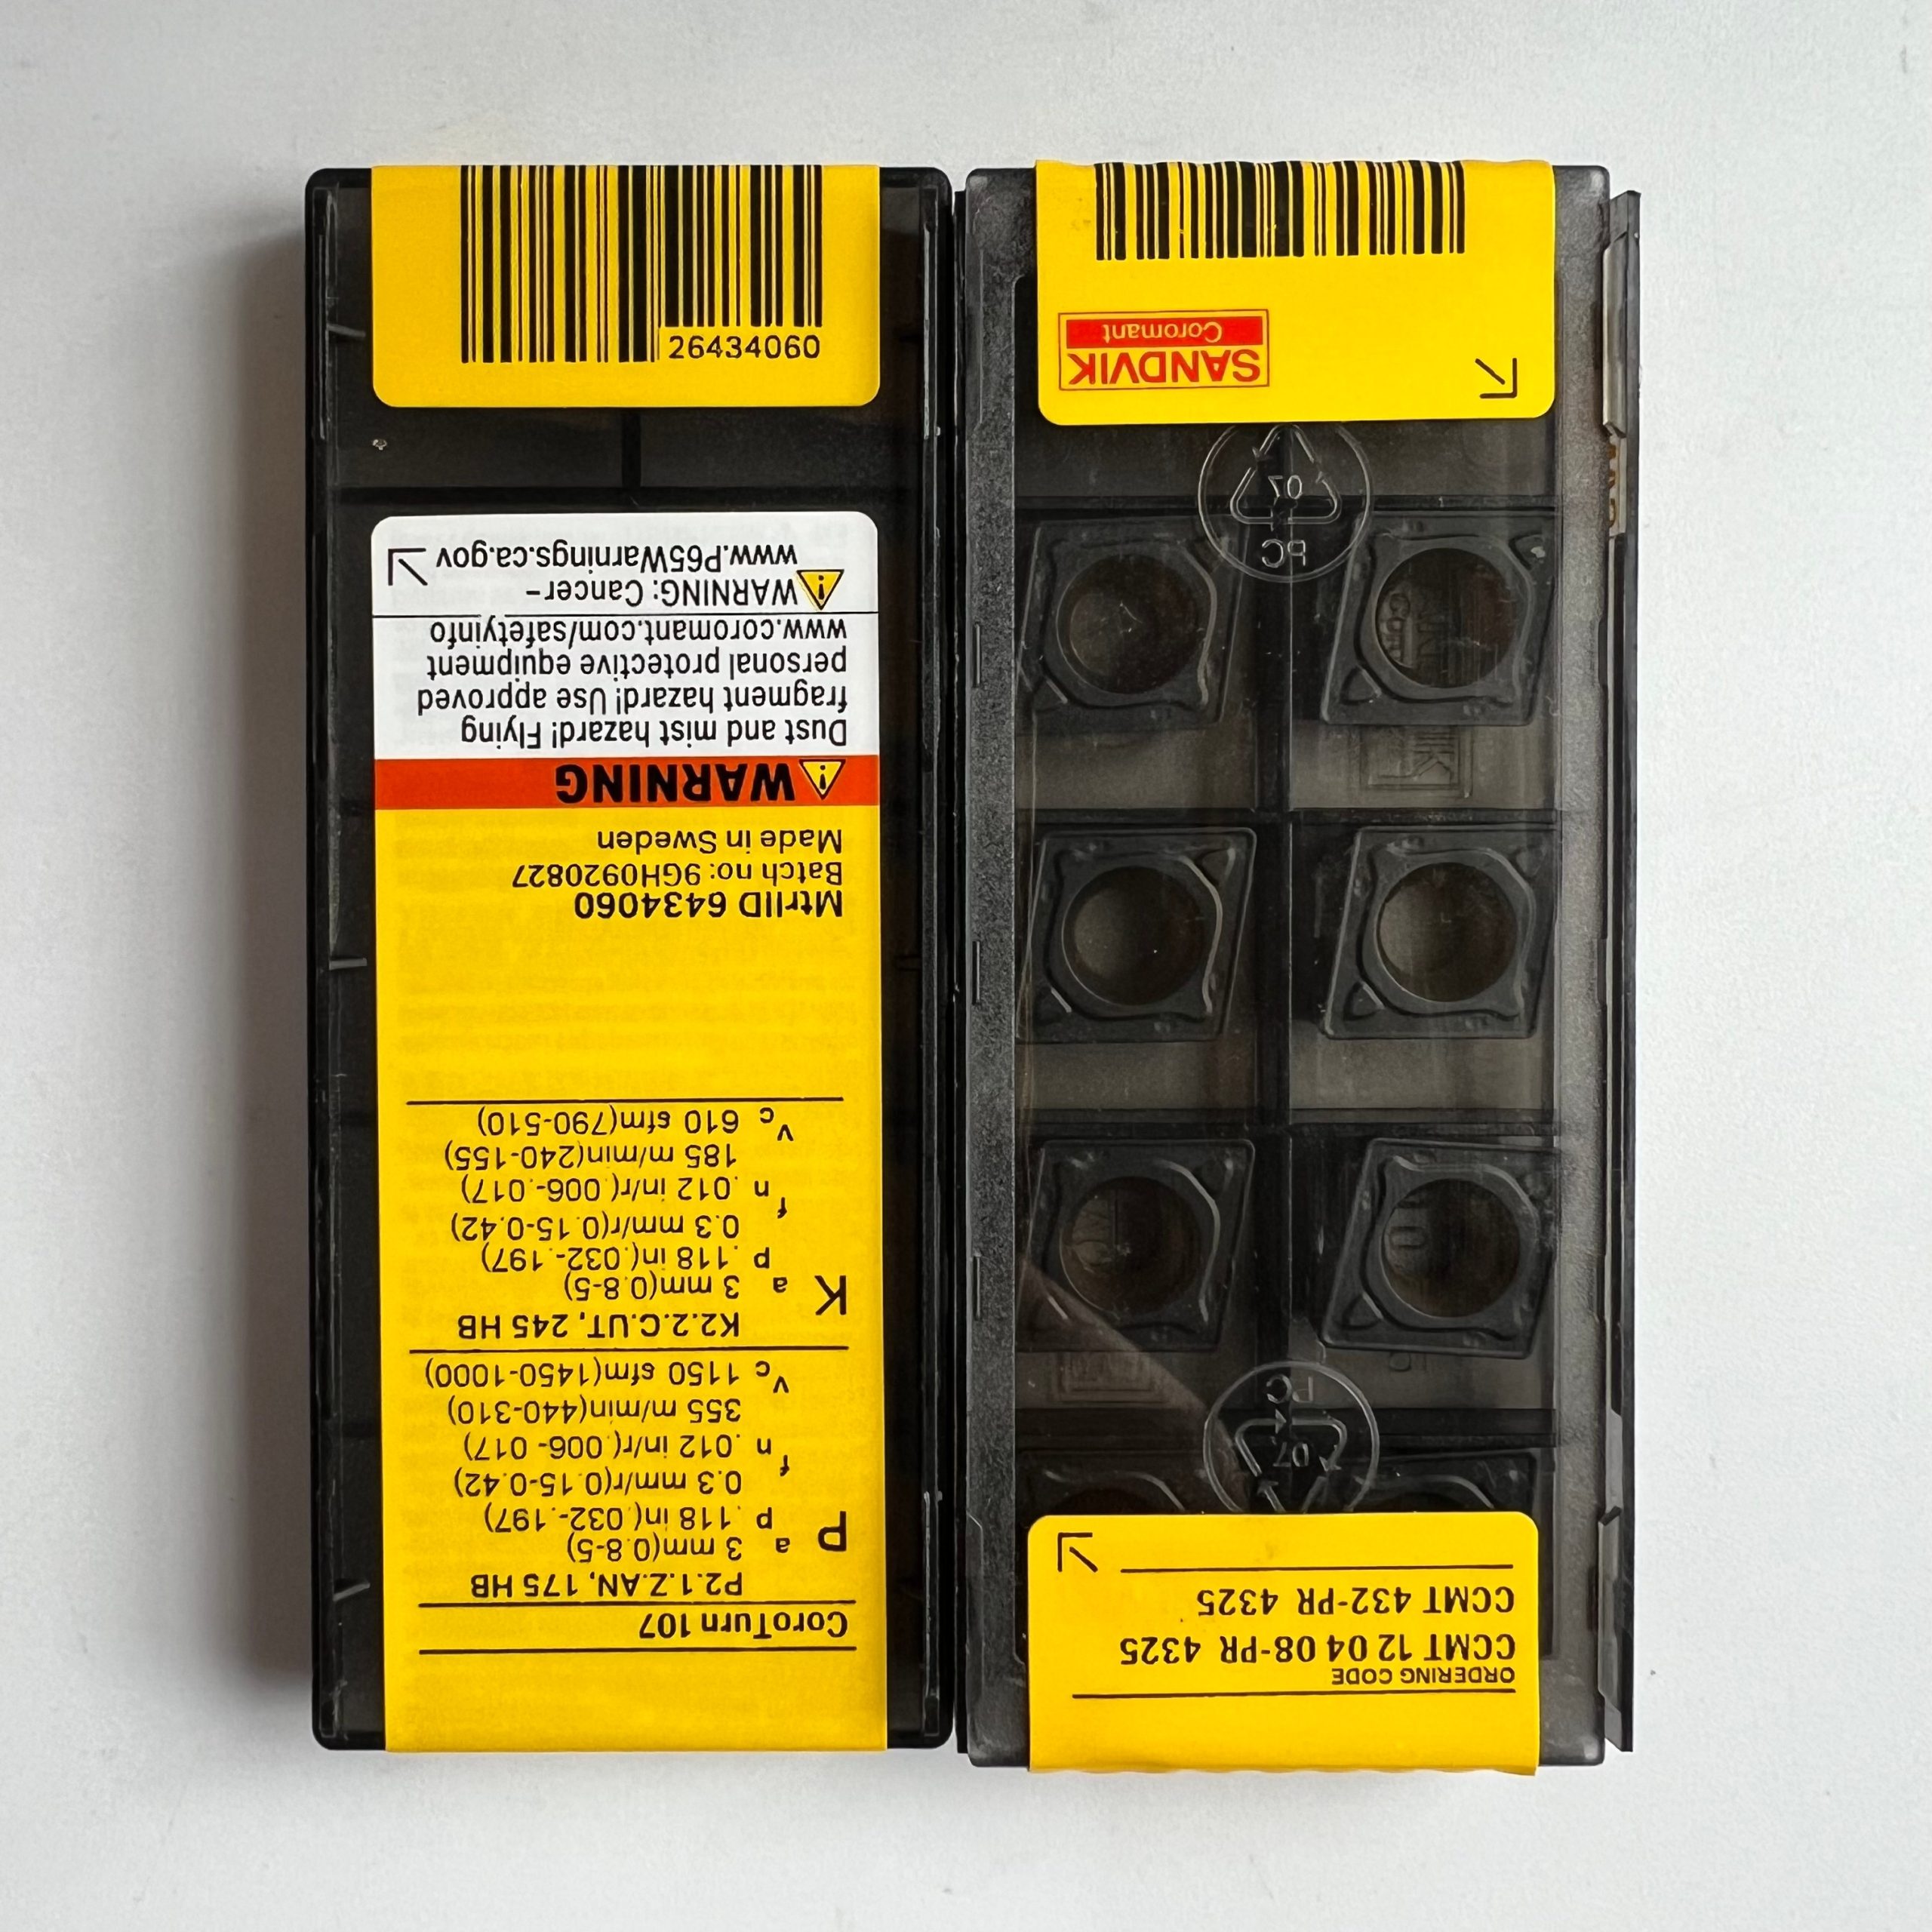 CoroTurn 107
P2.1.Z.AN, 175 HB
P
a p 3 mm(0.8-5)
.118 in(.032-.197)
f n 0.3 mm/r(0.15-0.42)
.012 in/r(.006-.017)
v c 355 m/min(440-310)
1150 sfm(1450-1000)
K2.2.C.UT, 245 HB
K
a p 3 mm(0.8-5)
.118 in(.032-.197)
f n 0.3 mm/r(0.15-0.42)
.012 in/r(.006-.017)
v c 185 m/min(240-155)
610 sfm(790-510)
MtrlID 6434060
Batch no: 9GH0920827
Made in Sweden
WARNING
Dust and mist hazard! Flying
fragment hazard! Use approved
personal protective equipment
www.coromant.com/safetyinfo
WARNING: Cancer-
www.P65Warnings.ca.gov
26434060
ORDERING CODE
CCMT 12 04 08-PR 4325
CCMT 432-PR 4325
07
PC
07
PC
SANDVIK
Coromant